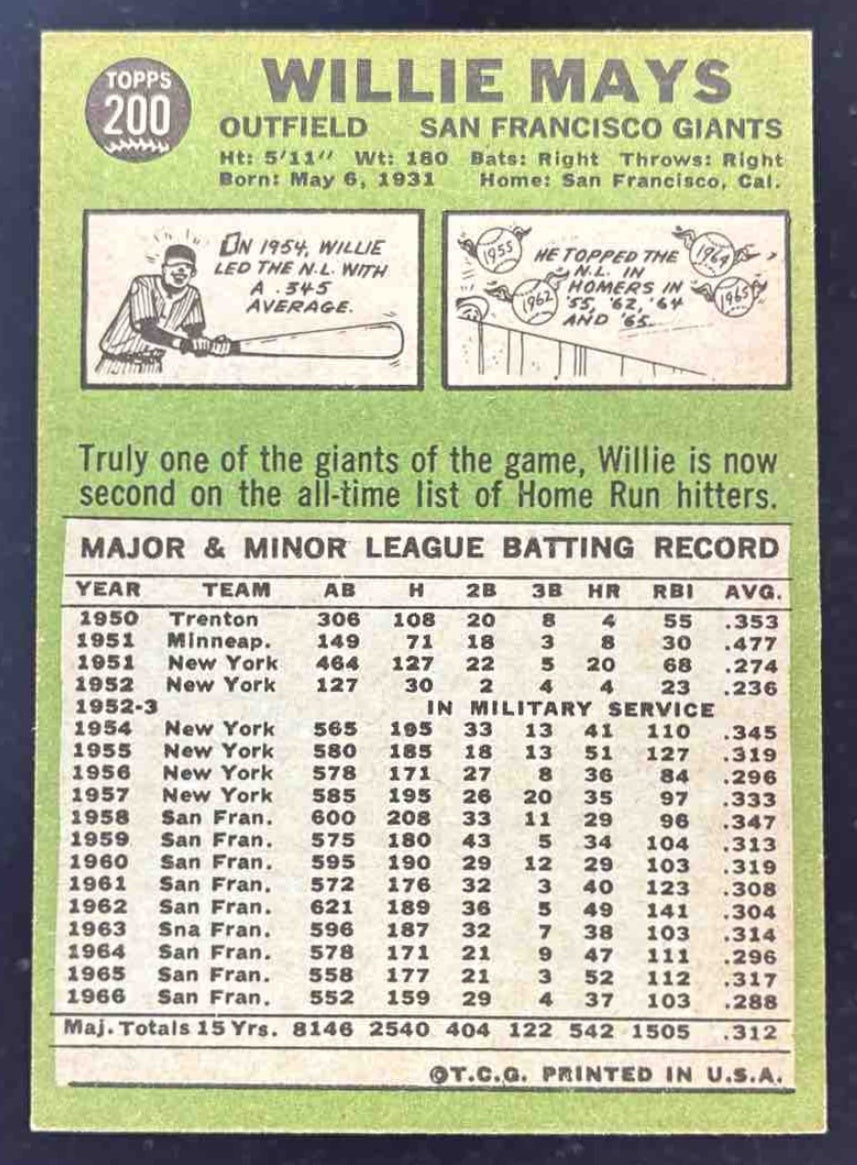 TOPPS
200
WILLIE MAYS
OUTFIELD SAN FRANCISCO GIANTS
Ht: 5'11" Wt: 180 Bats: Right Throws: Right
Born: May 6, 1931 Home: San Francisco, Cal.
IN 1954, WILLIE
LED THE N.L. WITH
A .345
AVERAGE.
1955
HE TOPPED THE
1964
N.L. IN
HOMERS IN
1962
'55, '62, '64
1965
AND '65.
Truly one of the giants of the game, Willie is now
second on the all-time list of Home Run hitters.
MAJOR & MINOR LEAGUE BATTING RECORD
YEAR TEAM AB H 2B 3B HR RBI AVG.
1950 Trenton 306 108 20 8 4 55 .353
1951 Minneap. 149 71 18 3 8 30 .477
1951 New York 464 127 22 5 20 68 .274
1952 New York 127 30 2 4 4 23 .236
1952-3 IN MILITARY SERVICE
1954 New York 565 195 33 13 41 110 .345
1955 New York 580 185 18 13 51 127 .319
1956 New York 578 171 27 8 36 84 .296
1957 New York 585 195 26 20 35 97 .333
1958 San Fran. 600 208 33 11 29 96 .347
1959 San Fran. 575 180 43 5 34 104 .313
1960 San Fran. 595 190 29 12 29 103 .319
1961 San Fran. 572 176 32 3 40 123 .308
1962 San Fran. 621 189 36 5 49 141 .304
1963 Sna Fran. 596 187 32 7 38 103 .314
1964 San Fran. 578 171 21 9 47 111 .296
1965 San Fran. 558 177 21 3 52 112 .317
1966 San Fran. 552 159 29 4 37 103 .288
Maj. Totals 15 Yrs. 8146 2540 404 122 542 1505 .312
©T.C.G. PRINTED IN U.S.A.